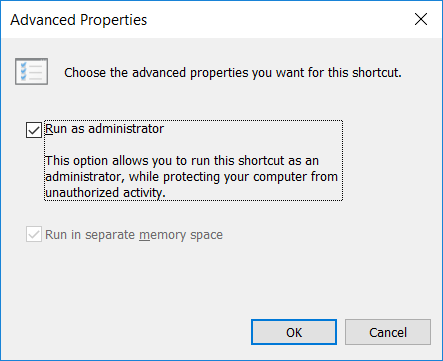 Advanced Properties
Choose the advanced properties you want for this shortcut.
Run as administrator
This option allows you to run this shortcut as an
administrator, while protecting your computer from
unauthorized activity.
Run in separate memory space
OK
Cancel